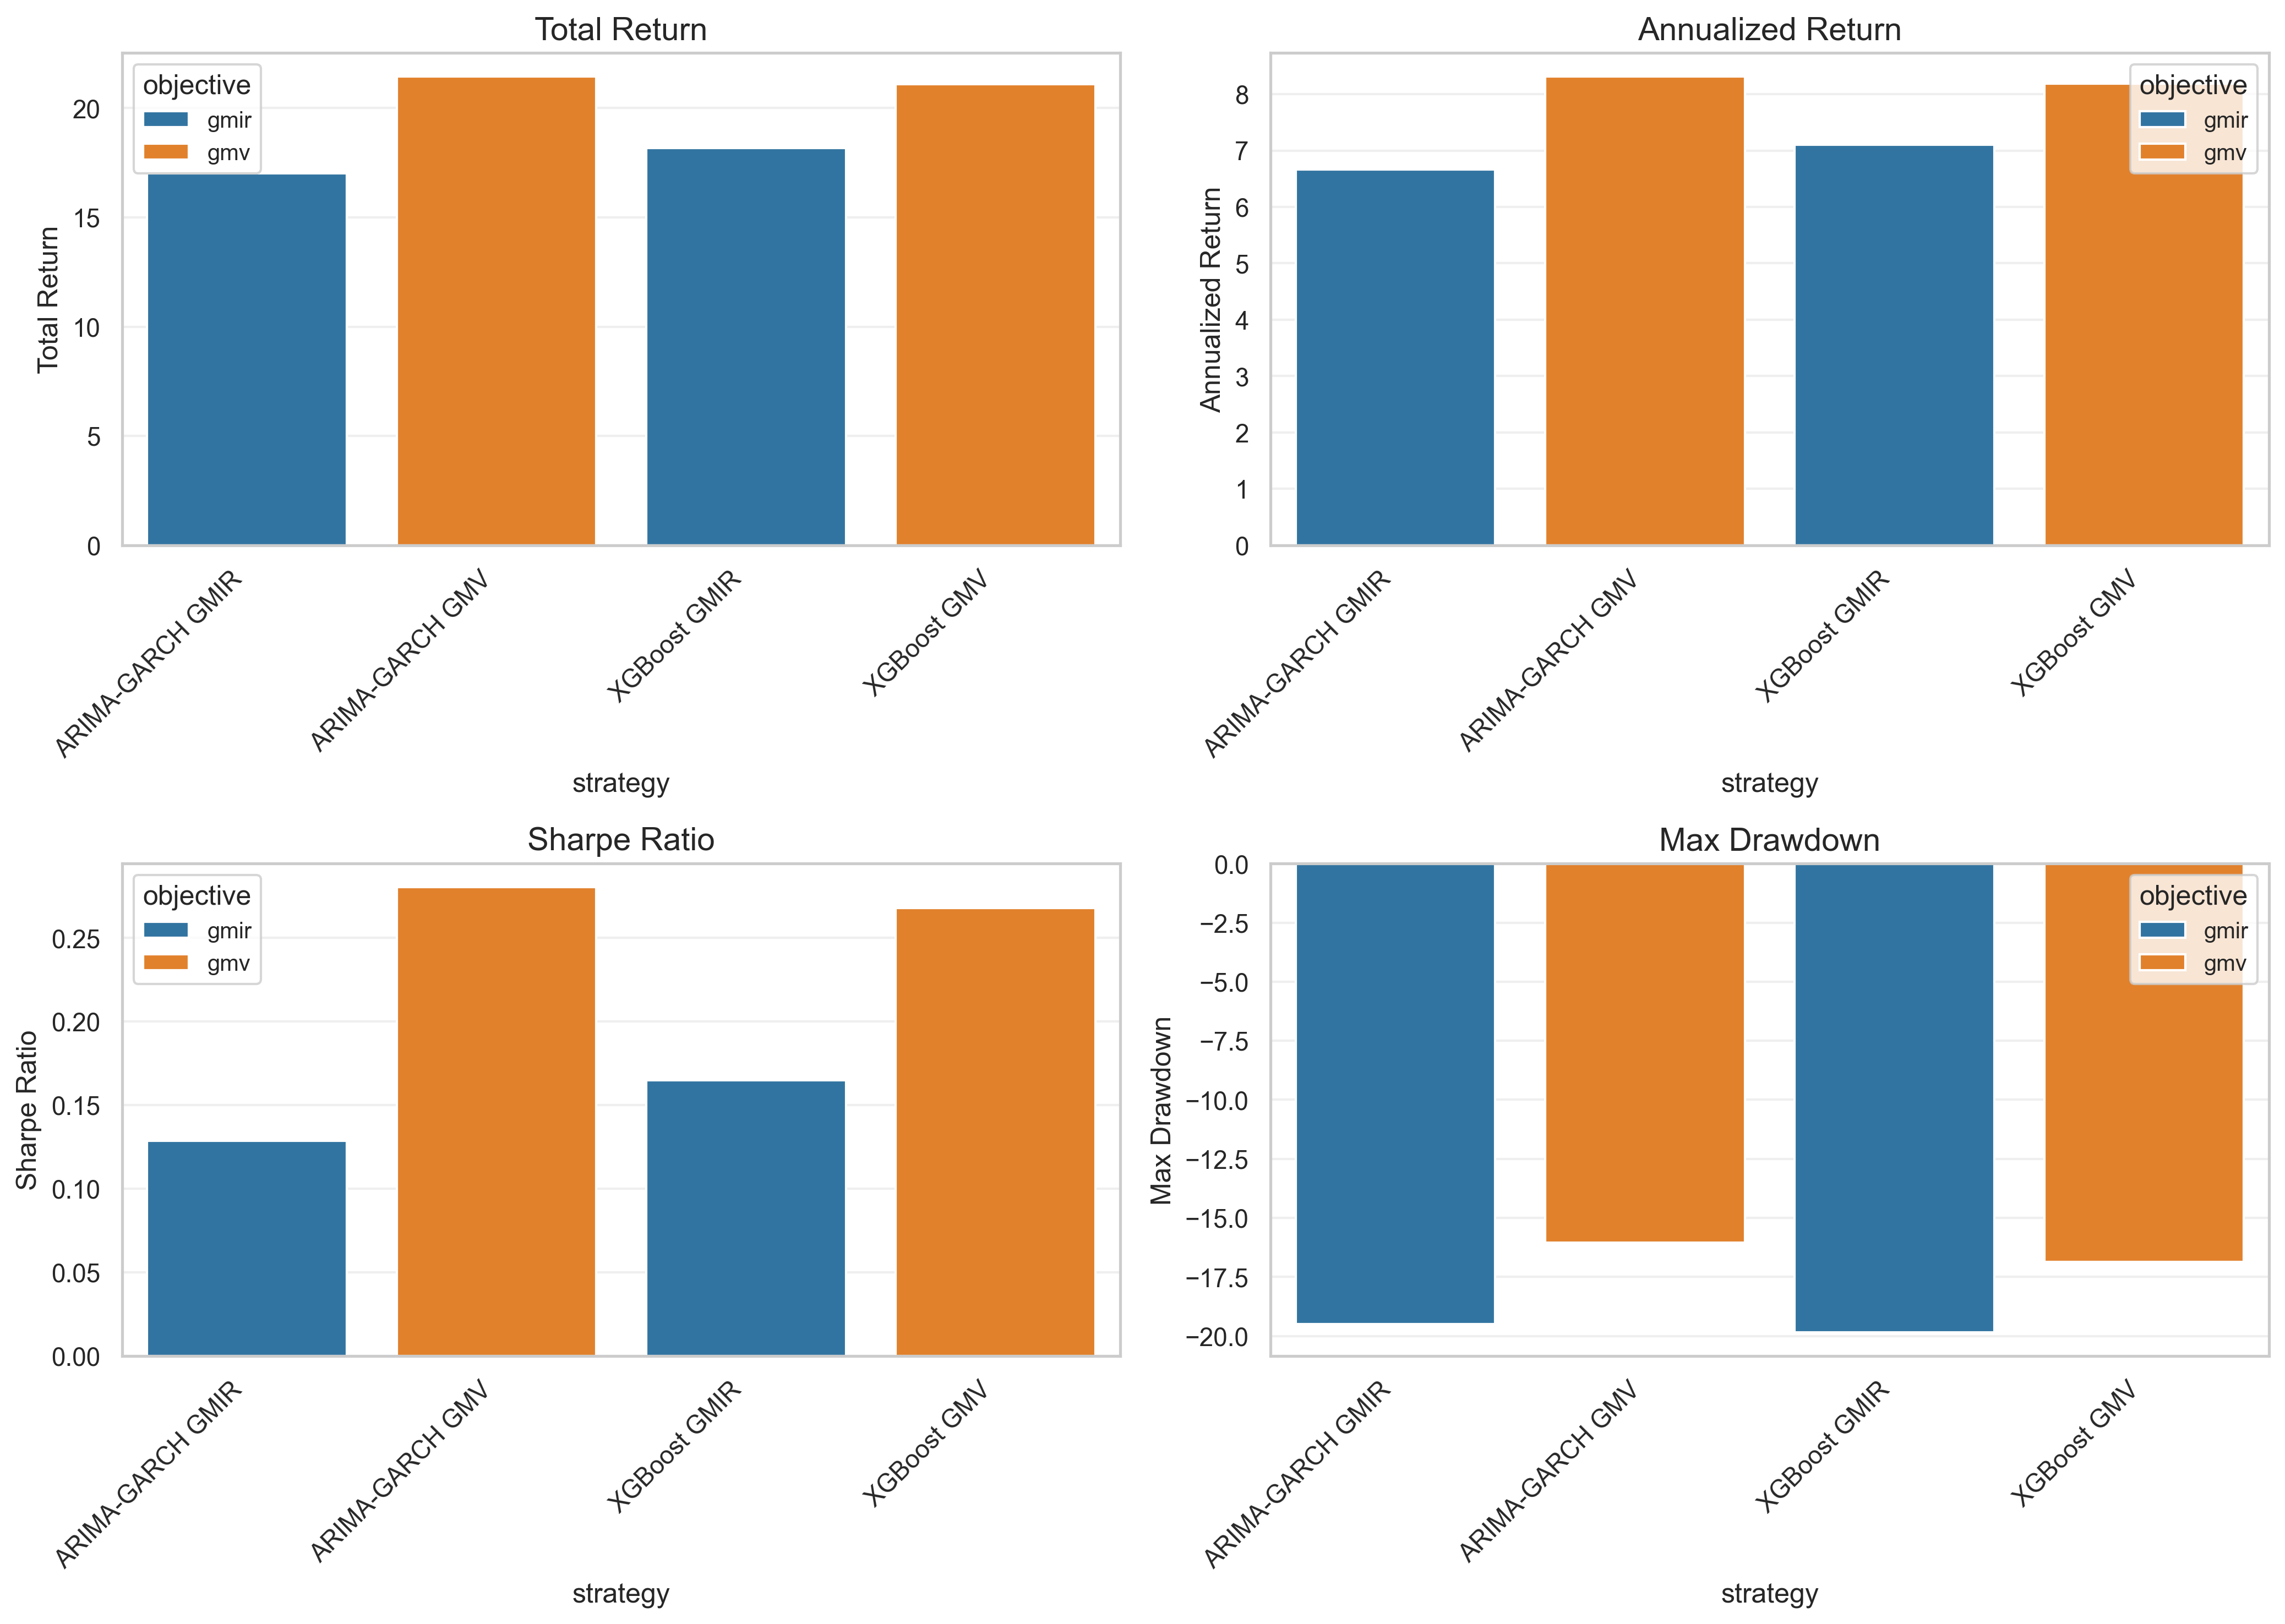 Total Return
Total Return
20
15
10
5
0
objective
gmir
gmv
ARIMA-GARCH GMIR
ARIMA-GARCH GMV
XGBoost GMIR
XGBoost GMV
strategy
Annualized Return
Annualized Return
8
7
6
5
4
3
2
1
0
objective
gmir
gmv
ARIMA-GARCH GMIR
ARIMA-GARCH GMV
XGBoost GMIR
XGBoost GMV
strategy
Sharpe Ratio
Sharpe Ratio
0.25
0.20
0.15
0.10
0.05
0.00
objective
gmir
gmv
ARIMA-GARCH GMIR
ARIMA-GARCH GMV
XGBoost GMIR
XGBoost GMV
strategy
Max Drawdown
Max Drawdown
0.0
−2.5
−5.0
−7.5
−10.0
−12.5
−15.0
−17.5
−20.0
objective
gmir
gmv
ARIMA-GARCH GMIR
ARIMA-GARCH GMV
XGBoost GMIR
XGBoost GMV
strategy